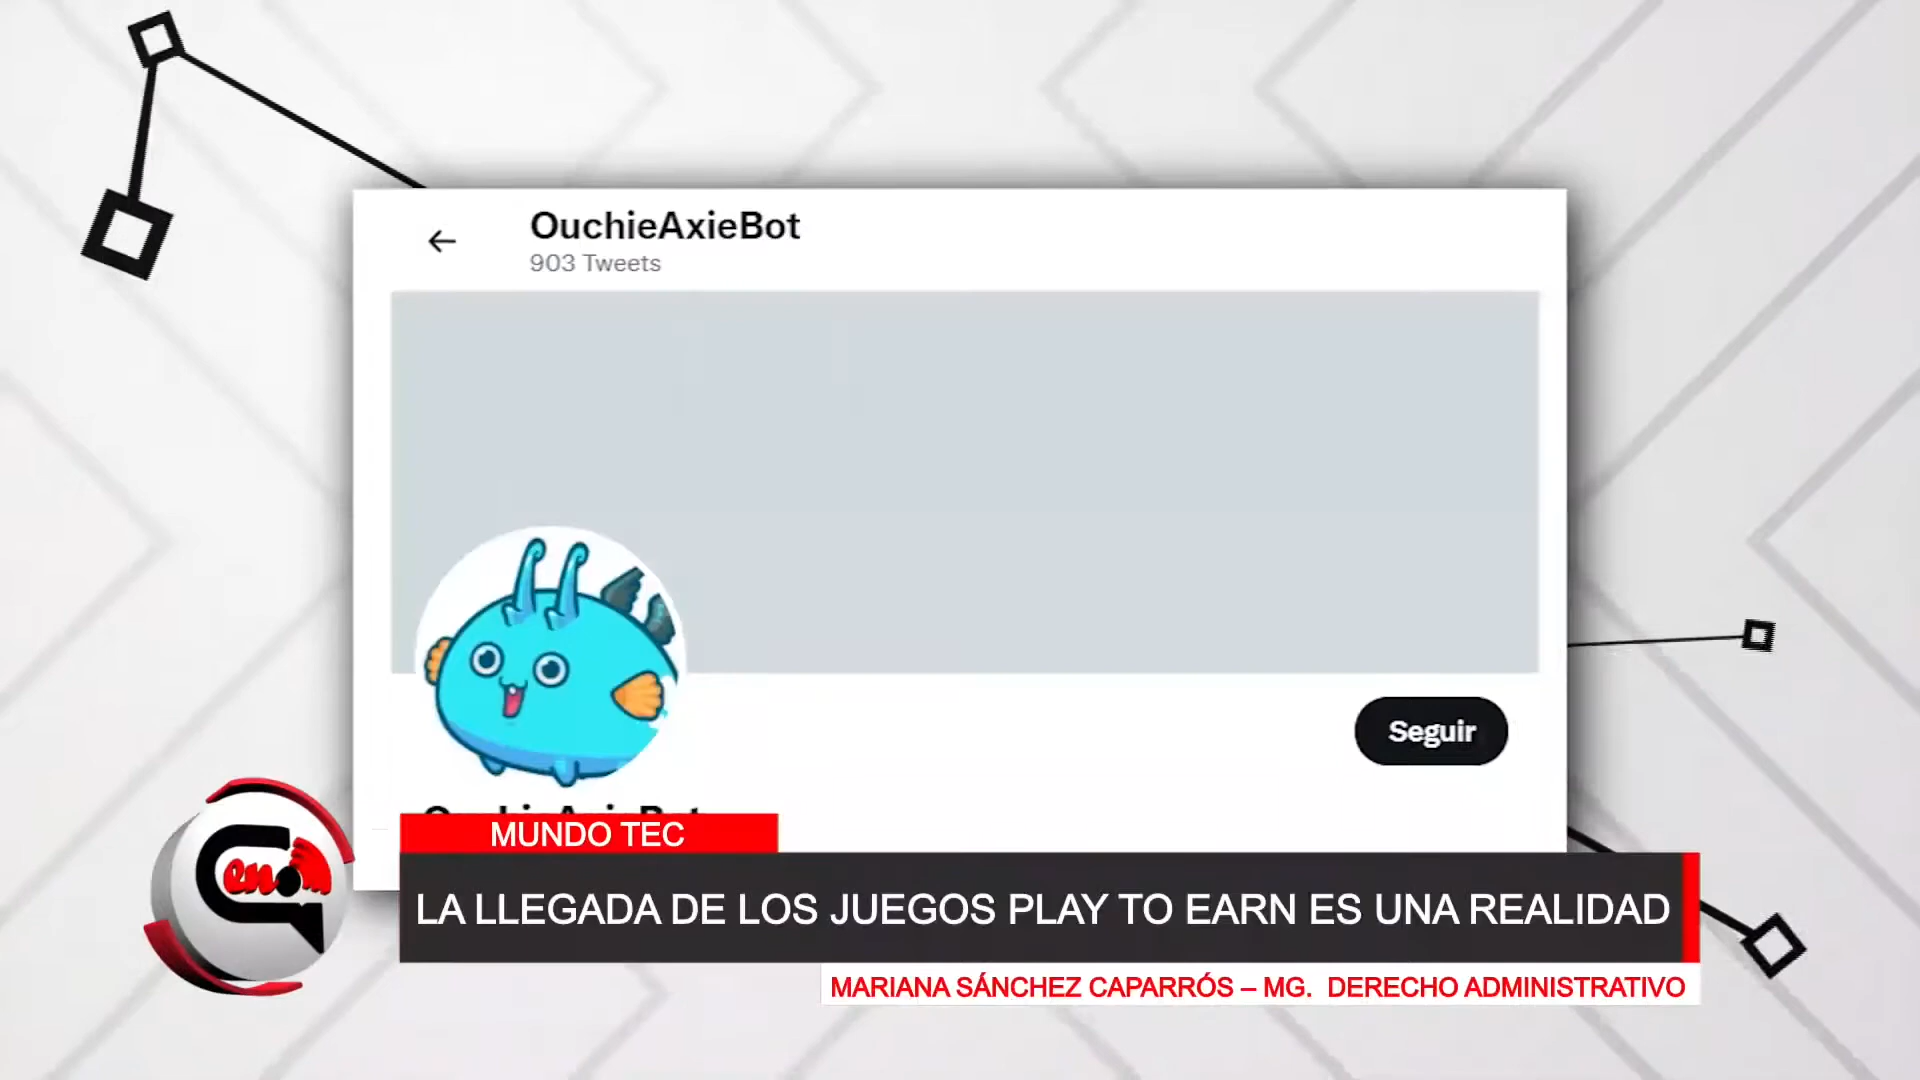 OuchieAxieBot
903 Tweets
Seguir
MUNDO TEC
LA LLEGADA DE LOS JUEGOS PLAY TO EARN ES UNA REALIDAD
MARIANA SÁNCHEZ CAPARRÓS – MG. DERECHO ADMINISTRATIVO